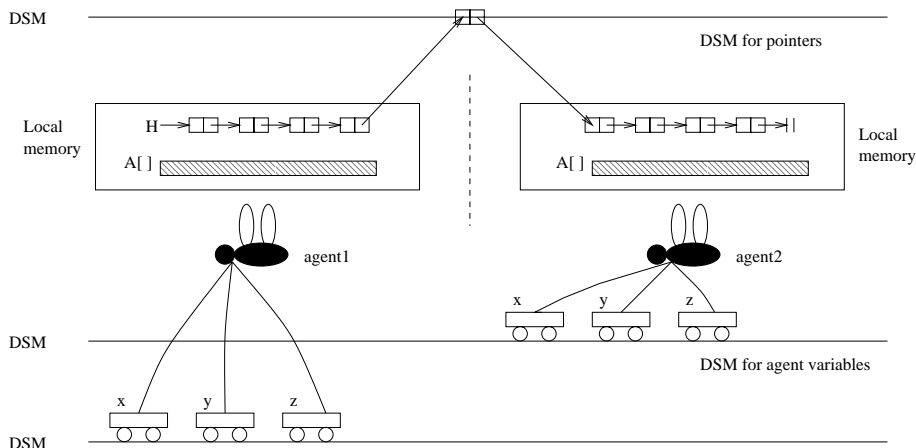 DSM
DSM for pointers
Local
memory
H
A[ ]
Local
memory
A[ ]
agent1
agent2
x
y
z
DSM
DSM for agent variables
x
y
z
DSM